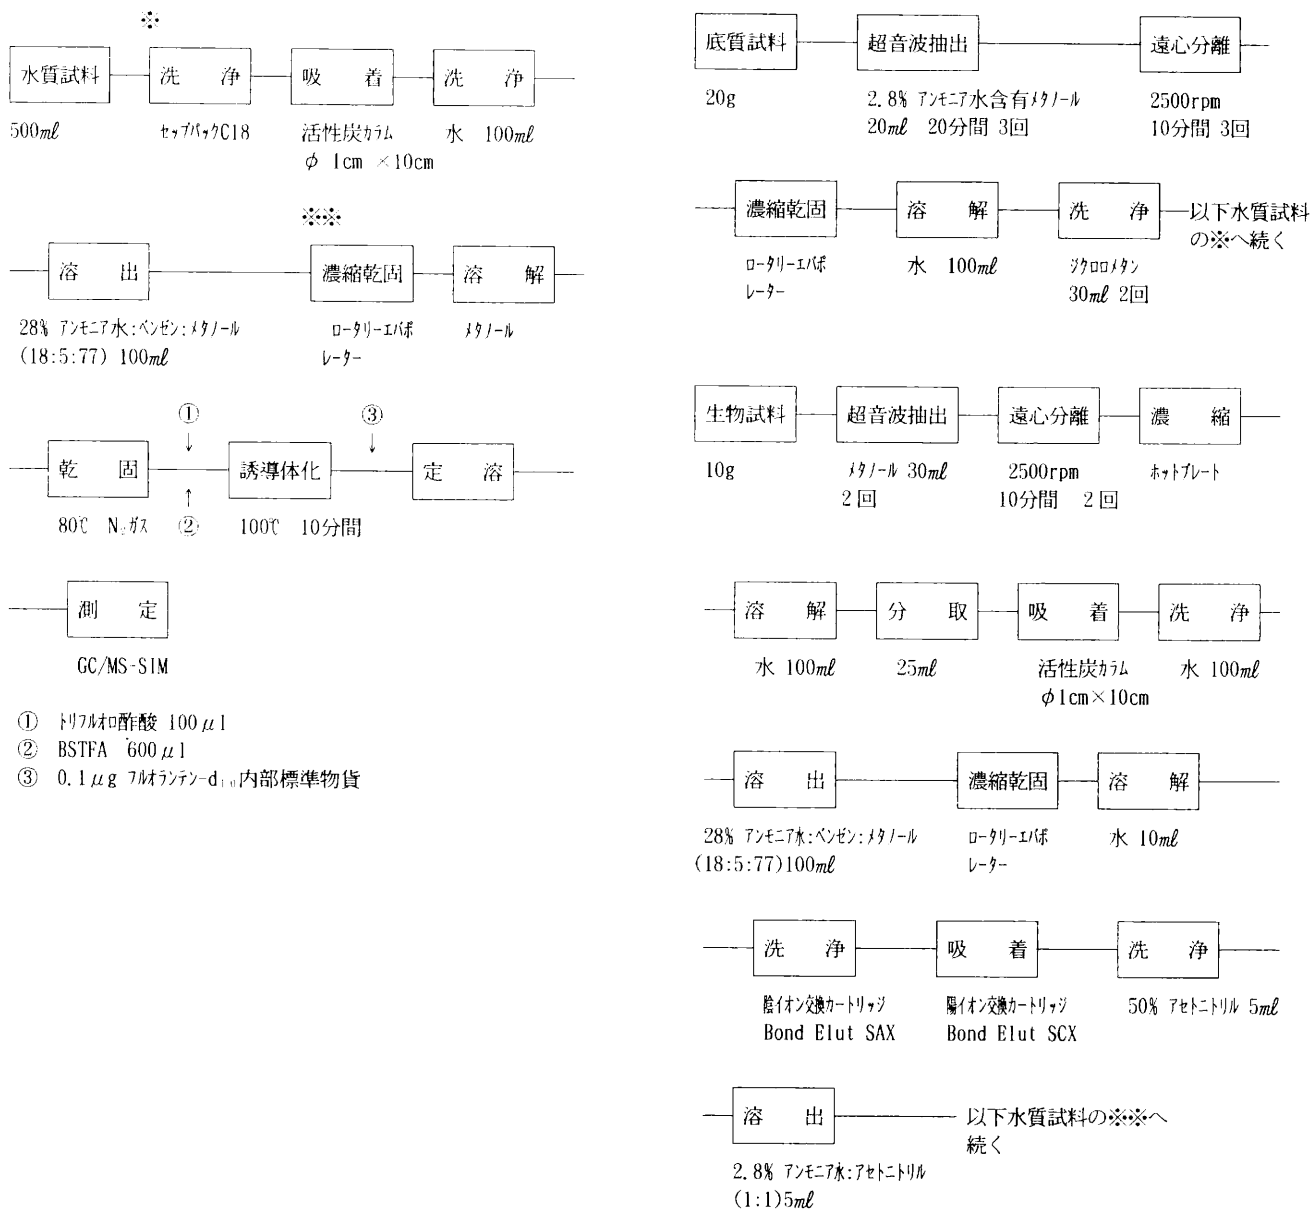 ※
水質試料 洗 浄 吸 着 洗 浄
500mℓ セップパックC18 活性炭カラム 水 100mℓ
φ 1cm ×10cm
※※
溶 出 濃縮乾固 溶 解
28% アンモニア水:ベンゼン:メタノール ロータリーエバポ メタノール
(18:5:77) 100mℓ レーター
① ③
↓ ↓
乾 固 誘導体化 定 溶
↑
80℃ N₂ガス ② 100℃ 10分間
測 定
GC/MS-SIM
① トリフルオロ酢酸 100μl
② BSTFA 600μl
③ 0.1μg フルオランテン-d₁₀内部標準物貨
底質試料 超音波抽出 遠心分離
20g 2.8% アンモニア水含有メタノール 2500rpm
20mℓ 20分間 3回 10分間 3回
濃縮乾固 溶 解 洗 浄 以下水質試料
の※へ続く
ロータリーエバポ 水 100mℓ ジクロロメタン
レーター 30mℓ 2回
生物試料 超音波抽出 遠心分離 濃 縮
10g メタノール 30mℓ 2500rpm ホットプレート
2回 10分間 2回
溶 解 分 取 吸 着 洗 浄
水 100mℓ 25mℓ 活性炭カラム 水 100mℓ
φ1cm×10cm
溶 出 濃縮乾固 溶 解
28% アンモニア水:ベンゼン:メタノール ロータリーエバポ 水 10mℓ
(18:5:77)100mℓ レーター
洗 浄 吸 着 洗 浄
陰イオン交換カートリッジ 陽イオン交換カートリッジ 50% アセトニトリル 5mℓ
Bond Elut SAX Bond Elut SCX
溶 出 以下水質試料の※※へ
続く
2.8% アンモニア水:アセトニトリル
(1:1)5mℓ